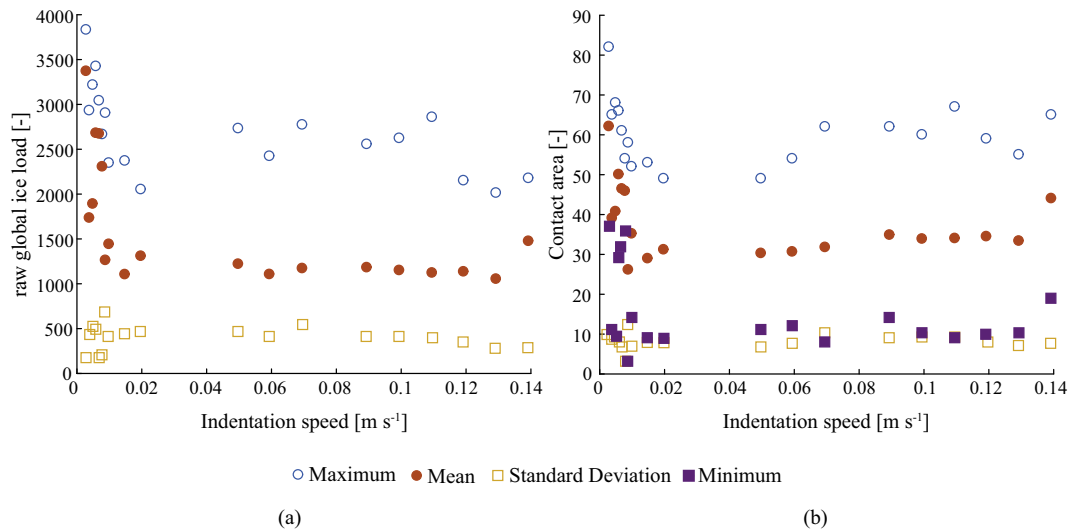 4000
3500
3000
2500
2000
1500
1000
500
0
raw global ice load [-]
0 0.02 0.04 0.06 0.08 0.1 0.12 0.14
Indentation speed [m s⁻¹]
90
80
70
60
50
40
30
20
10
0
Contact area [-]
0 0.02 0.04 0.06 0.08 0.1 0.12 0.14
Indentation speed [m s⁻¹]
Maximum Mean Standard Deviation Minimum
(a) (b)